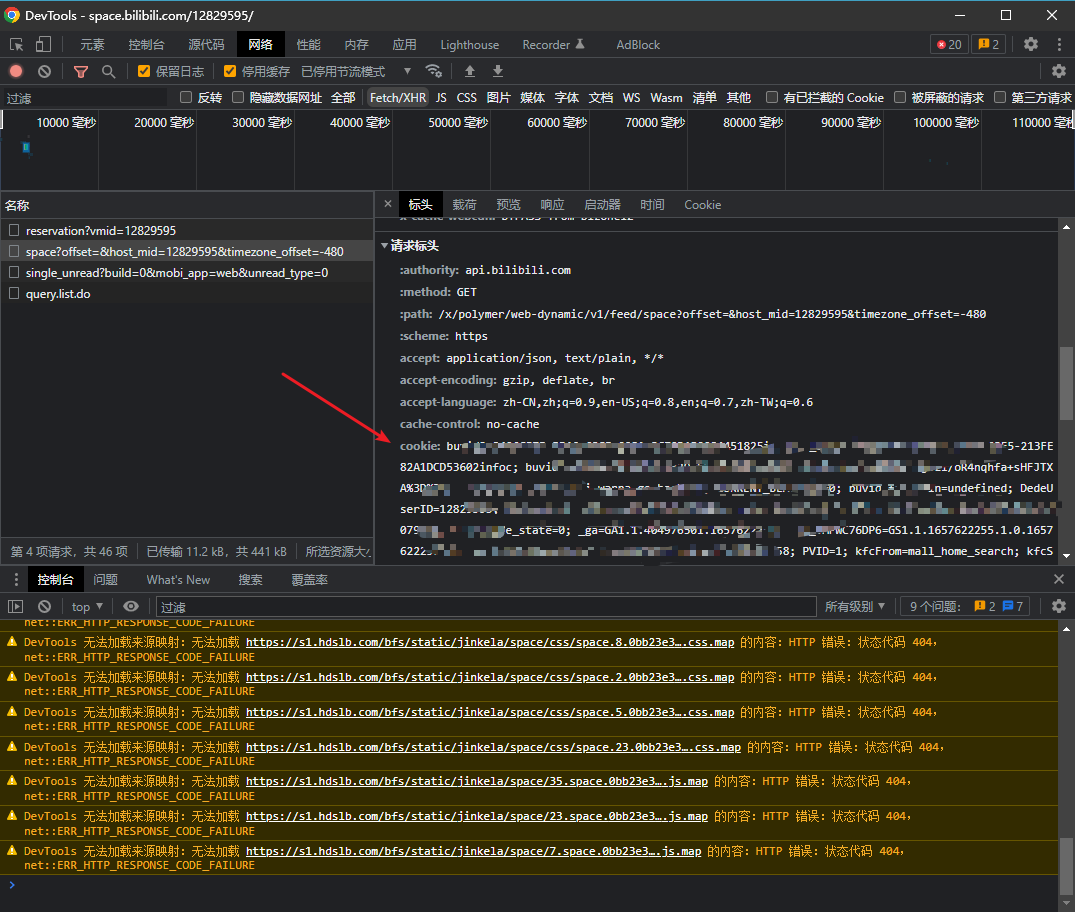 DevTools - space.bilibili.com/12829595/
元素 控制台 源代码 网络 性能 内存 应用 Lighthouse Recorder AdBlock 20 2
保留日志 停用缓存 已停用节流模式
过滤 反转 隐藏数据网址 全部 Fetch/XHR JS CSS 图片 媒体 字体 文档 WS Wasm 清单 其他 有已拦截的 Cookie 被屏蔽的请求 第三方请求
10000 毫秒 20000 毫秒 30000 毫秒 40000 毫秒 50000 毫秒 60000 毫秒 70000 毫秒 80000 毫秒 90000 毫秒 100000 毫秒 110000 毫秒
名称
reservation?vmid=12829595
space?offset=&host_mid=12829595&timezone_offset=-480
single_unread?build=0&mobi_app=web&unread_type=0
query.list.do
第 4 项请求，共 46 项 已传输 11.2 kB，共 441 kB 所选资源大
标头 载荷 预览 响应 启动器 时间 Cookie
请求标头
:authority: api.bilibili.com
:method: GET
:path: /x/polymer/web-dynamic/v1/feed/space?offset=&host_mid=12829595&timezone_offset=-480
:scheme: https
accept: application/json, text/plain, */*
accept-encoding: gzip, deflate, br
accept-language: zh-CN,zh;q=0.9,en-US;q=0.8,en;q=0.7,zh-TW;q=0.6
cache-control: no-cache
cookie: -213FE
82A1DCD53602infoc; buvid /oR4nqhfa+sHFJTX
A%3D% 0; buvid in=undefined; DedeU
serID=
079 e_state=0; _ga=GA1.1. WC76DP6=GS1.1.1657622255.1.0.1657
6222 58; PVID=1; kfcFrom=mall_home_search; kfcS
控制台 问题 What's New 搜索 覆盖率
top 过滤 所有级别 9 个问题: 2 7
net::ERR_HTTP_RESPONSE_CODE_FAILURE
DevTools 无法加载来源映射: 无法加载 https://s1.hdslb.com/bfs/static/jinkela/space/css/space.8.0bb23e3….css.map 的内容: HTTP 错误: 状态代码 404,
net::ERR_HTTP_RESPONSE_CODE_FAILURE
DevTools 无法加载来源映射: 无法加载 https://s1.hdslb.com/bfs/static/jinkela/space/css/space.2.0bb23e3….css.map 的内容: HTTP 错误: 状态代码 404,
net::ERR_HTTP_RESPONSE_CODE_FAILURE
DevTools 无法加载来源映射: 无法加载 https://s1.hdslb.com/bfs/static/jinkela/space/css/space.5.0bb23e3….css.map 的内容: HTTP 错误: 状态代码 404,
net::ERR_HTTP_RESPONSE_CODE_FAILURE
DevTools 无法加载来源映射: 无法加载 https://s1.hdslb.com/bfs/static/jinkela/space/css/space.23.0bb23e3….css.map 的内容: HTTP 错误: 状态代码 404,
net::ERR_HTTP_RESPONSE_CODE_FAILURE
DevTools 无法加载来源映射: 无法加载 https://s1.hdslb.com/bfs/static/jinkela/space/35.space.0bb23e3….js.map 的内容: HTTP 错误: 状态代码 404,
net::ERR_HTTP_RESPONSE_CODE_FAILURE
DevTools 无法加载来源映射: 无法加载 https://s1.hdslb.com/bfs/static/jinkela/space/23.space.0bb23e3….js.map 的内容: HTTP 错误: 状态代码 404,
net::ERR_HTTP_RESPONSE_CODE_FAILURE
DevTools 无法加载来源映射: 无法加载 https://s1.hdslb.com/bfs/static/jinkela/space/7.space.0bb23e3….js.map 的内容: HTTP 错误: 状态代码 404,
net::ERR_HTTP_RESPONSE_CODE_FAILURE